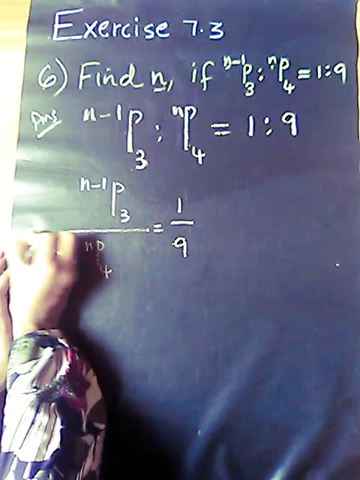 Exercise 7.3
6) Find n, if ⁿ⁻¹P₃ : ⁿP₄ = 1:9
Ans ⁿ⁻¹P₃ : ⁿP₄ = 1 : 9
ⁿ⁻¹P₃ / ⁿP₄ = 1/9